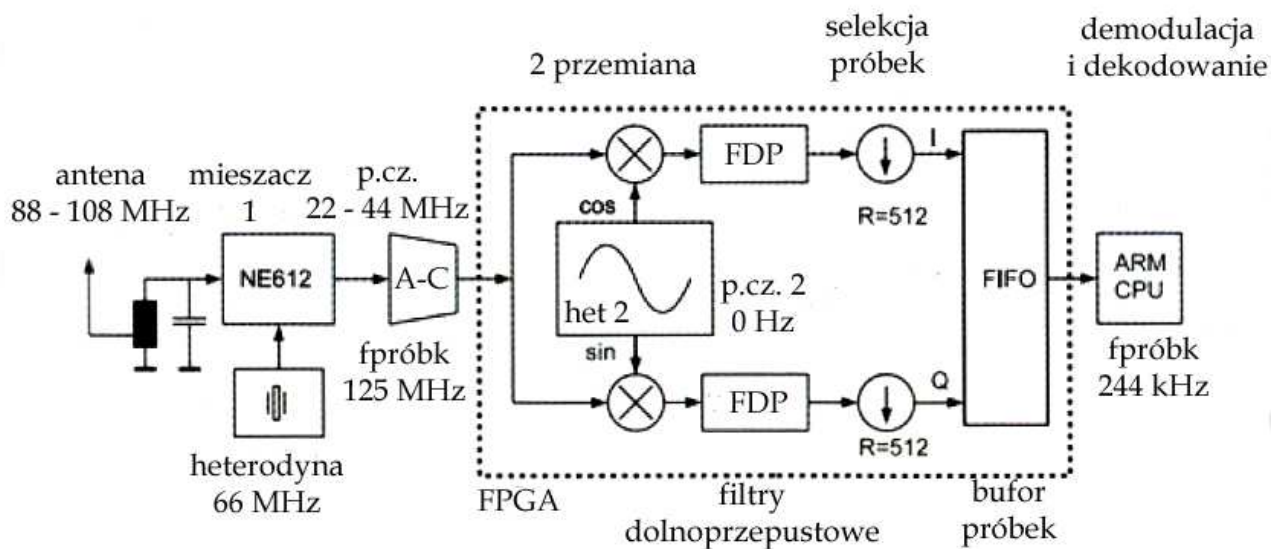 selekcja
próbek
demodulacja
i dekodowanie
2 przemiana
antena
88 - 108 MHz
mieszacz
1
p.cz.
22 - 44 MHz
NE612
A-C
fpróbk
125 MHz
heterodyna
66 MHz
FDP
R=512
I
cos
het 2
sin
p.cz. 2
0 Hz
FDP
R=512
Q
FIFO
ARM
CPU
fpróbk
244 kHz
FPGA
filtry
dolnoprzepustowe
bufor
próbek